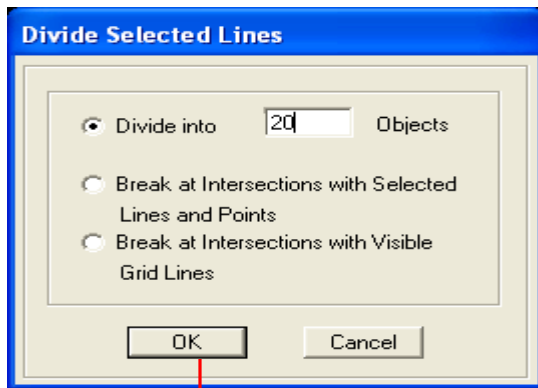 Divide Selected Lines
Divide into 20 Objects
Break at Intersections with Selected
Lines and Points
Break at Intersections with Visible
Grid Lines
OK Cancel